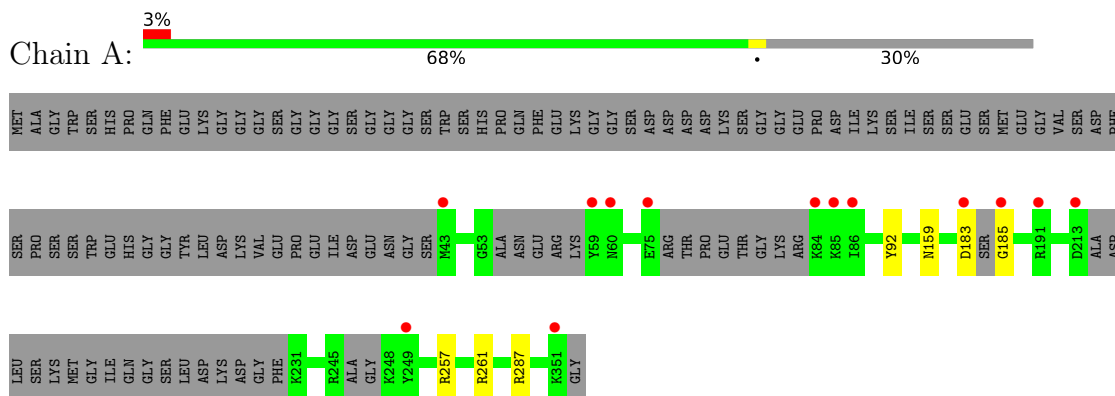 3%
Chain A:
68%
•
30%
MET ALA GLY TRP SER HIS PRO GLN PHE GLU LYS GLY GLY GLY SER GLY GLY GLY SER GLY GLY GLY SER TRP SER HIS PRO GLN PHE GLU LYS GLY GLY SER ASP ASP ASP ASP LYS SER GLY GLY GLU PRO ASP ILE LYS SER ILE SER SER GLU SER MET GLU GLY VAL SER ASP PHE
SER PRO SER SER TRP GLU HIS GLY GLY TYR LEU ASP LYS VAL GLU PRO GLU ILE ASP GLU ASN GLY SER M43 G53 ALA ASN GLU ARG LYS Y59 N60 E75 ARG THR PRO GLU THR GLY LYS ARG K84 K85 I86 Y92 N159 D183 SER G185 R191 D213 ALA ASP
LEU SER LYS MET GLY ILE GLN GLY SER LEU ASP LYS ASP GLY PHE K231 R245 ALA GLY K248 Y249 R257 R261 R287 K351 GLY